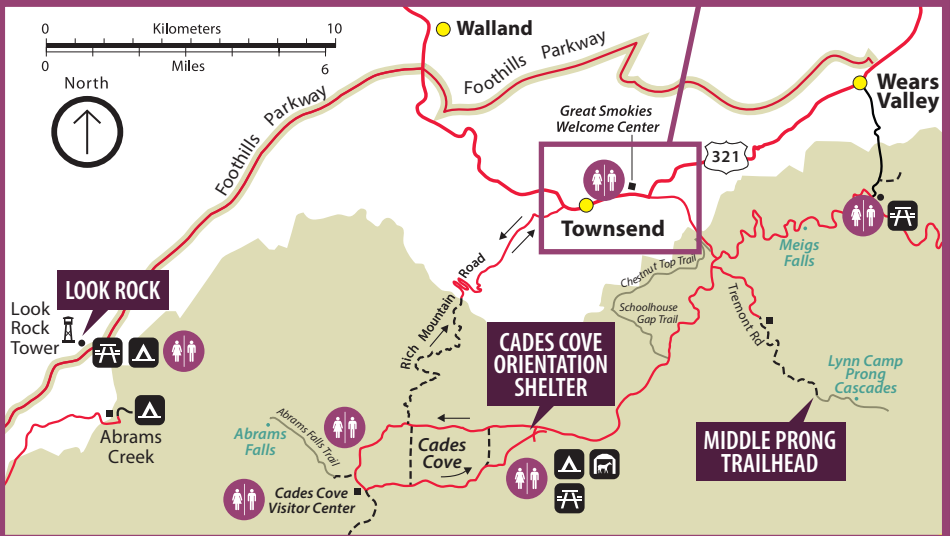 0 Kilometers 10
0 Miles 6
North
Walland
Foothills Parkway
Foothills Parkway
Wears
Valley
Great Smokies
Welcome Center
321
Townsend
Meigs
Falls
Chestnut Top Trail
Schoolhouse
Gap Trail
Tremont Rd
Rich Mountain Road
LOOK ROCK
Look
Rock
Tower
CADES COVE
ORIENTATION
SHELTER
Lynn Camp
Prong
Cascades
Abrams
Creek
Abrams
Falls
Abrams Falls Trail
Cades
Cove
MIDDLE PRONG
TRAILHEAD
Cades Cove
Visitor Center